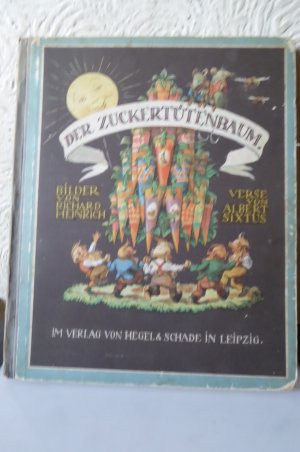 DER ZUCKERTÜTENBAUM.
BILDER
VON
RICHARD
HEINRICH
VERSE
VON
ALBERT
SIXTUS
IM VERLAG VON HEGEL & SCHADE IN LEIPZIG.